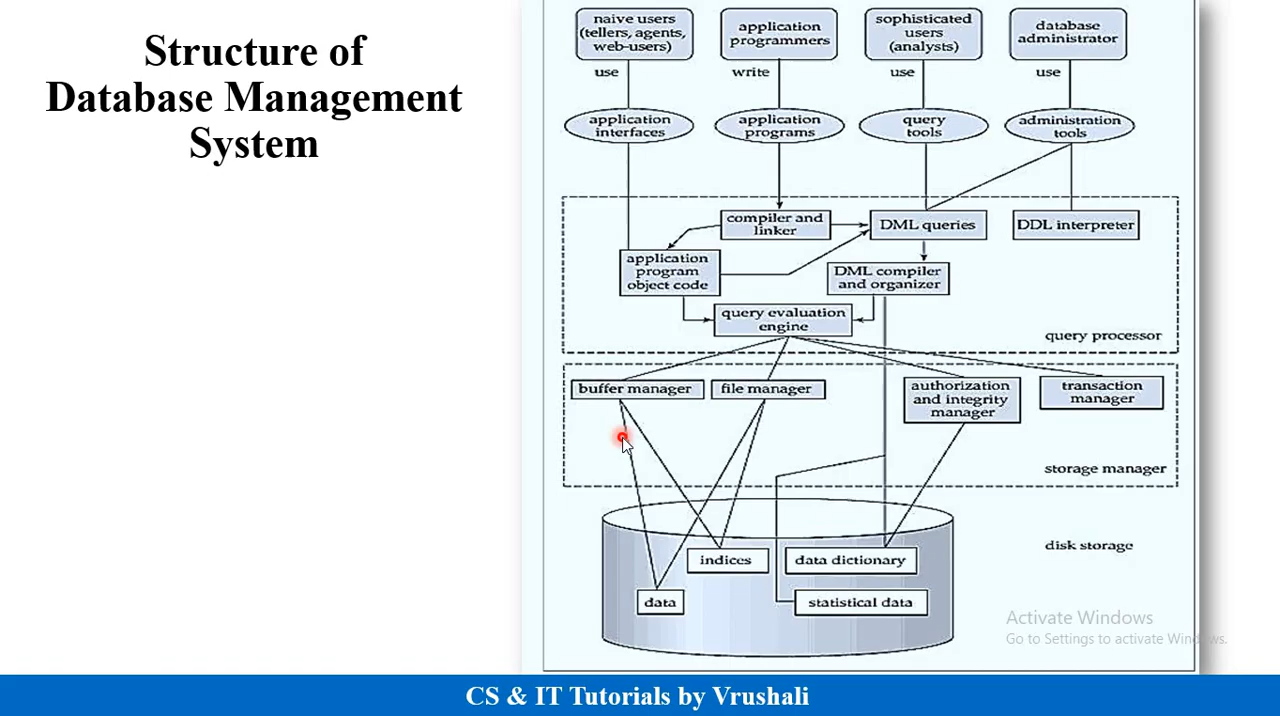 Structure of
Database Management
System
naive users
(tellers, agents,
web-users)
application
programmers
sophisticated
users
(analysts)
database
administrator
use
write
use
use
application
interfaces
application
programs
query
tools
administration
tools
compiler and
linker
DML queries
DDL interpreter
application
program
object code
DML compiler
and organizer
query evaluation
engine
query processor
buffer manager
file manager
authorization
and integrity
manager
transaction
manager
storage manager
disk storage
indices
data dictionary
data
statistical data
Activate Windows
Go to Settings to activate Windows.
CS & IT Tutorials by Vrushali